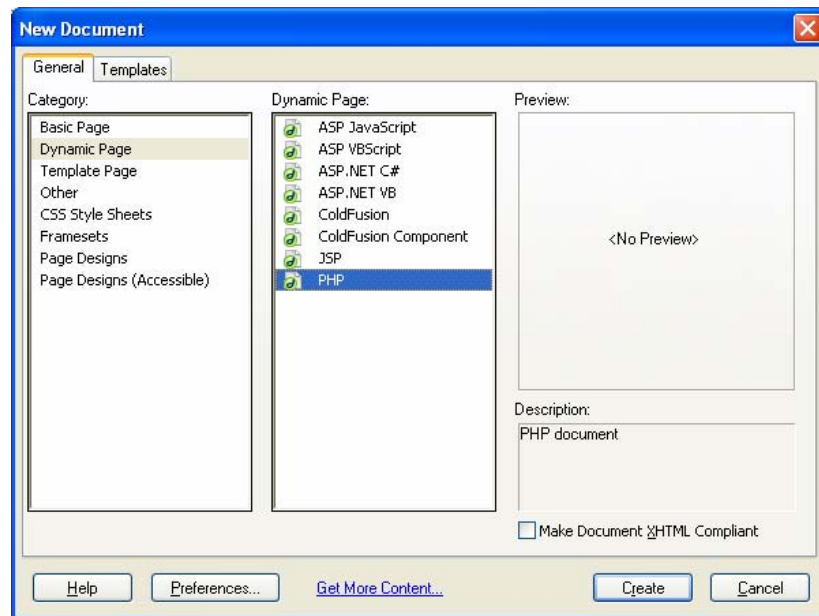 New Document
General
Templates
Category:
Basic Page
Dynamic Page
Template Page
Other
CSS Style Sheets
Framesets
Page Designs
Page Designs (Accessible)
Dynamic Page:
ASP JavaScript
ASP VBScript
ASP.NET C#
ASP.NET VB
ColdFusion
ColdFusion Component
JSP
PHP
Preview:
<No Preview>
Description:
PHP document
Make Document XHTML Compliant
Help
Preferences...
Get More Content...
Create
Cancel